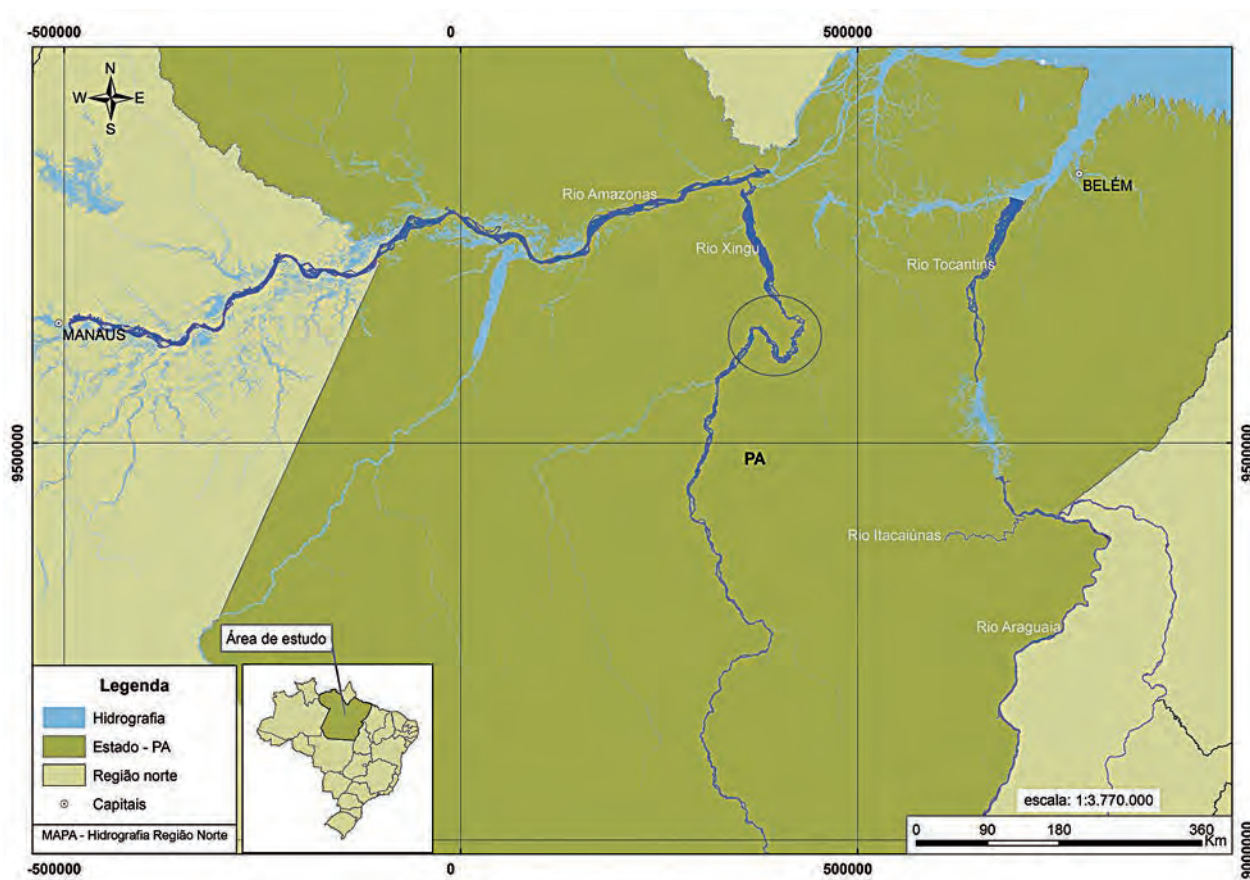 -500000
0
500000
N
W
E
S
BELÉM
Rio Amazonas
Rio Xingu
Rio Tocantins
MANAUS
9500000
9500000
PA
Rio Itacaiúnas
Rio Araguaia
Área de estudo
Legenda
Hidrografia
Estado - PA
Região norte
Capitais
MAPA - Hidrografia Região Norte
escala: 1:3.770.000
0
90
180
360
Km
9000000
-500000
0
500000